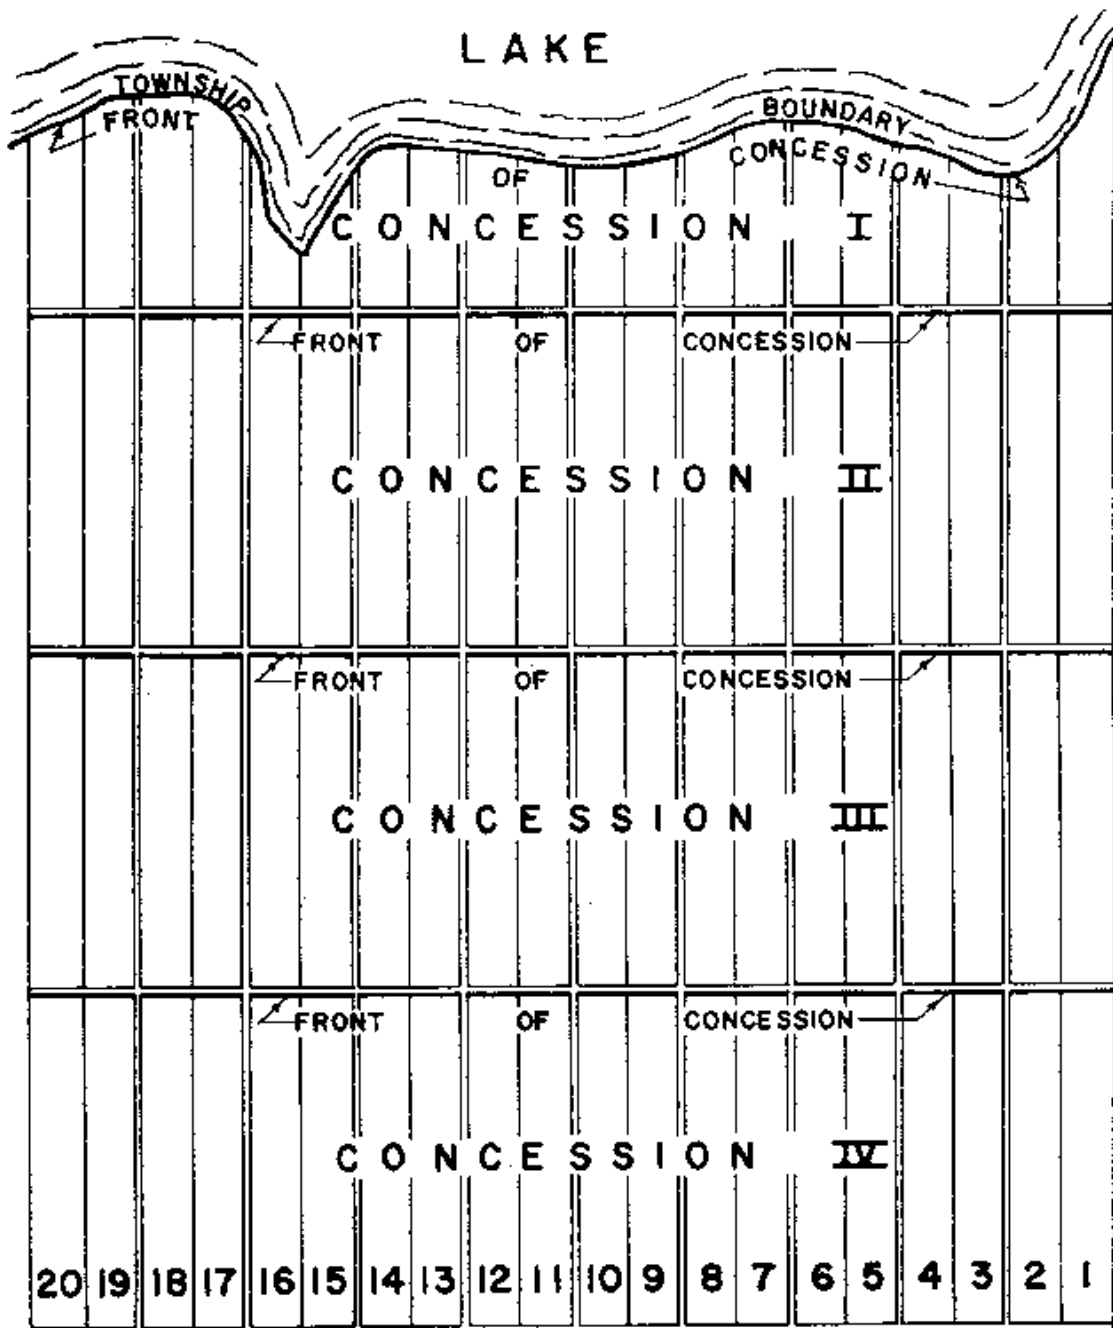 LAKE
TOWNSHIP BOUNDARY
FRONT OF CONCESSION
CONCESSION I
FRONT OF CONCESSION
CONCESSION II
FRONT OF CONCESSION
CONCESSION III
FRONT OF CONCESSION
CONCESSION IV
20 19 18 17 16 15 14 13 12 11 10 9 8 7 6 5 4 3 2 1